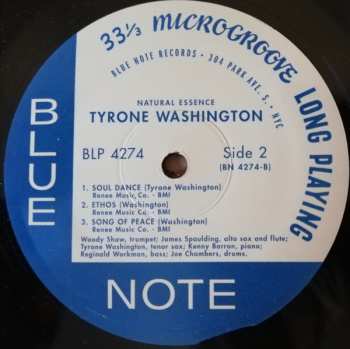 33⅓ MICROGROOVE LONG PLAYING
BLUE NOTE RECORDS • 304 PARK AVE. S. • NYC
NATURAL ESSENCE
TYRONE WASHINGTON
BLP 4274
Side 2
(BN 4274-B)
1. SOUL DANCE (Tyrone Washington)
Renee Music Co. - BMI
2. ETHOS (Washington)
Renee Music Co. - BMI
3. SONG OF PEACE (Washington)
Renee Music Co. - BMI
Woody Shaw, trumpet; James Spaulding, alto sax and flute;
Tyrone Washington, tenor sax; Kenny Barron, piano;
Reginald Workman, bass; Joe Chambers, drums.
BLUE
NOTE